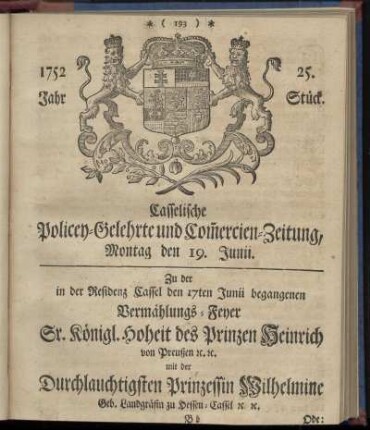 * ( 193 ) *
1752 25.
Jahr Stück.
Casselische
Policey-Gelehrte und Com̄ercien-Zeitung,
Montag den 19. Junii.
Zu der
in der Residenz Cassel den 17ten Junii begangenen
Vermählungs-Feyer
Sr. Königl. Hoheit des Prinzen Heinrich
von Preußen ꝛc. ꝛc.
mit der
Durchlauchtigsten Prinzeßin Wilhelmine
Geb. Landgräfin zu Hessen-Cassel ꝛc ꝛc.
B b Ode: